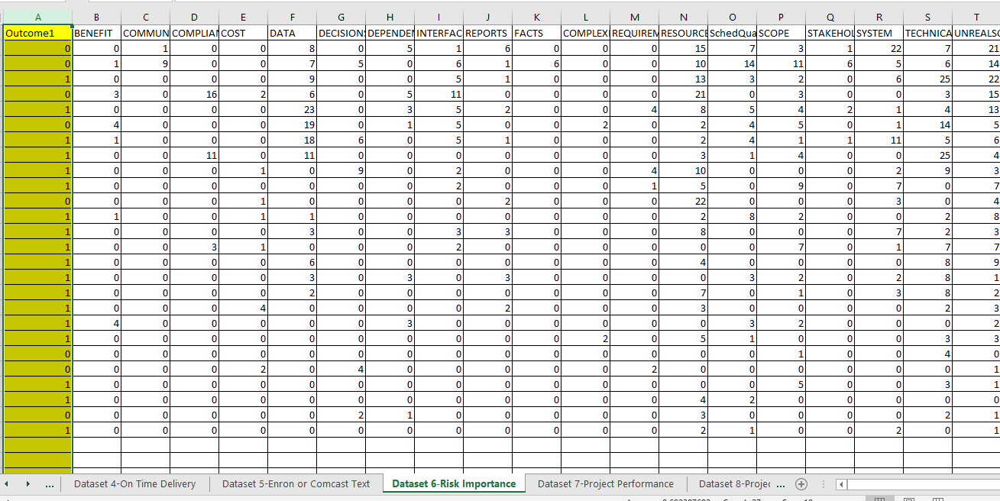 A B C D E F G H I J K L M N O P Q R S T
Outcome1 BENEFIT COMMUN COMPLIAN COST DATA DECISION DEPENDEN INTERFAC REPORTS FACTS COMPLEXI REQUIREM RESOURCE SchedQua SCOPE STAKEHOL SYSTEM TECHNICA UNREALSC
0 0 1 0 0 8 0 5 1 6 0 0 0 15 7 3 1 22 7 21
0 1 9 0 0 7 5 0 6 1 6 0 0 10 14 11 6 5 6 14
1 0 0 0 0 9 0 0 5 1 0 0 0 13 3 2 0 6 25 22
0 3 0 16 2 6 0 5 11 0 0 0 0 21 0 3 0 0 3 15
1 0 0 0 0 23 0 3 5 2 0 0 4 8 5 4 2 1 4 13
0 4 0 0 0 19 0 1 5 0 0 2 0 2 4 5 0 1 14 5
1 1 0 0 0 18 6 0 5 1 0 0 0 2 4 1 1 11 5 6
1 0 0 11 0 11 0 0 0 0 0 0 0 3 1 4 0 0 25 4
1 0 0 0 1 0 9 0 2 0 0 0 4 10 0 0 0 2 9 3
1 0 0 0 0 0 0 0 2 0 0 0 1 5 0 9 0 7 0 7
0 0 0 0 1 0 0 0 0 2 0 0 0 22 0 0 0 3 0 4
1 1 0 0 1 1 0 0 0 0 0 0 0 2 8 2 0 0 2 8
1 0 0 0 0 3 0 0 3 3 0 0 0 8 0 0 0 7 2 3
1 0 0 3 1 0 0 0 2 0 0 0 0 0 0 7 0 1 7 7
1 0 0 0 0 6 0 0 0 0 0 0 0 4 0 0 0 0 8 9
1 0 0 0 0 3 0 3 0 3 0 0 0 0 3 2 0 2 8 1
1 0 0 0 0 2 0 0 0 0 0 0 0 7 0 1 0 3 8 2
1 0 0 0 4 0 0 0 0 2 0 0 0 3 0 0 0 0 2 3
1 4 0 0 0 0 0 3 0 0 0 0 0 0 3 2 0 0 0 2
1 0 0 0 0 0 0 0 0 0 0 2 0 5 1 0 0 0 3 3
0 0 0 0 0 0 0 0 0 0 0 0 0 0 0 1 0 0 4 0
0 0 0 0 2 0 4 0 0 0 0 0 2 0 0 0 0 0 0 1
1 0 0 0 0 0 0 0 0 0 0 0 0 0 0 5 0 0 3 1
1 0 0 0 0 0 0 0 0 0 0 0 0 4 2 0 0 0 0 0
0 0 0 0 0 0 2 1 0 0 0 0 0 3 0 0 0 0 2 1
1 0 0 0 0 0 0 0 0 0 0 0 0 2 1 0 0 2 0 1
... Dataset 4-On Time Delivery Dataset 5-Enron or Comcast Text Dataset 6-Risk Importance Dataset 7-Project Performance Dataset 8-Projec ...